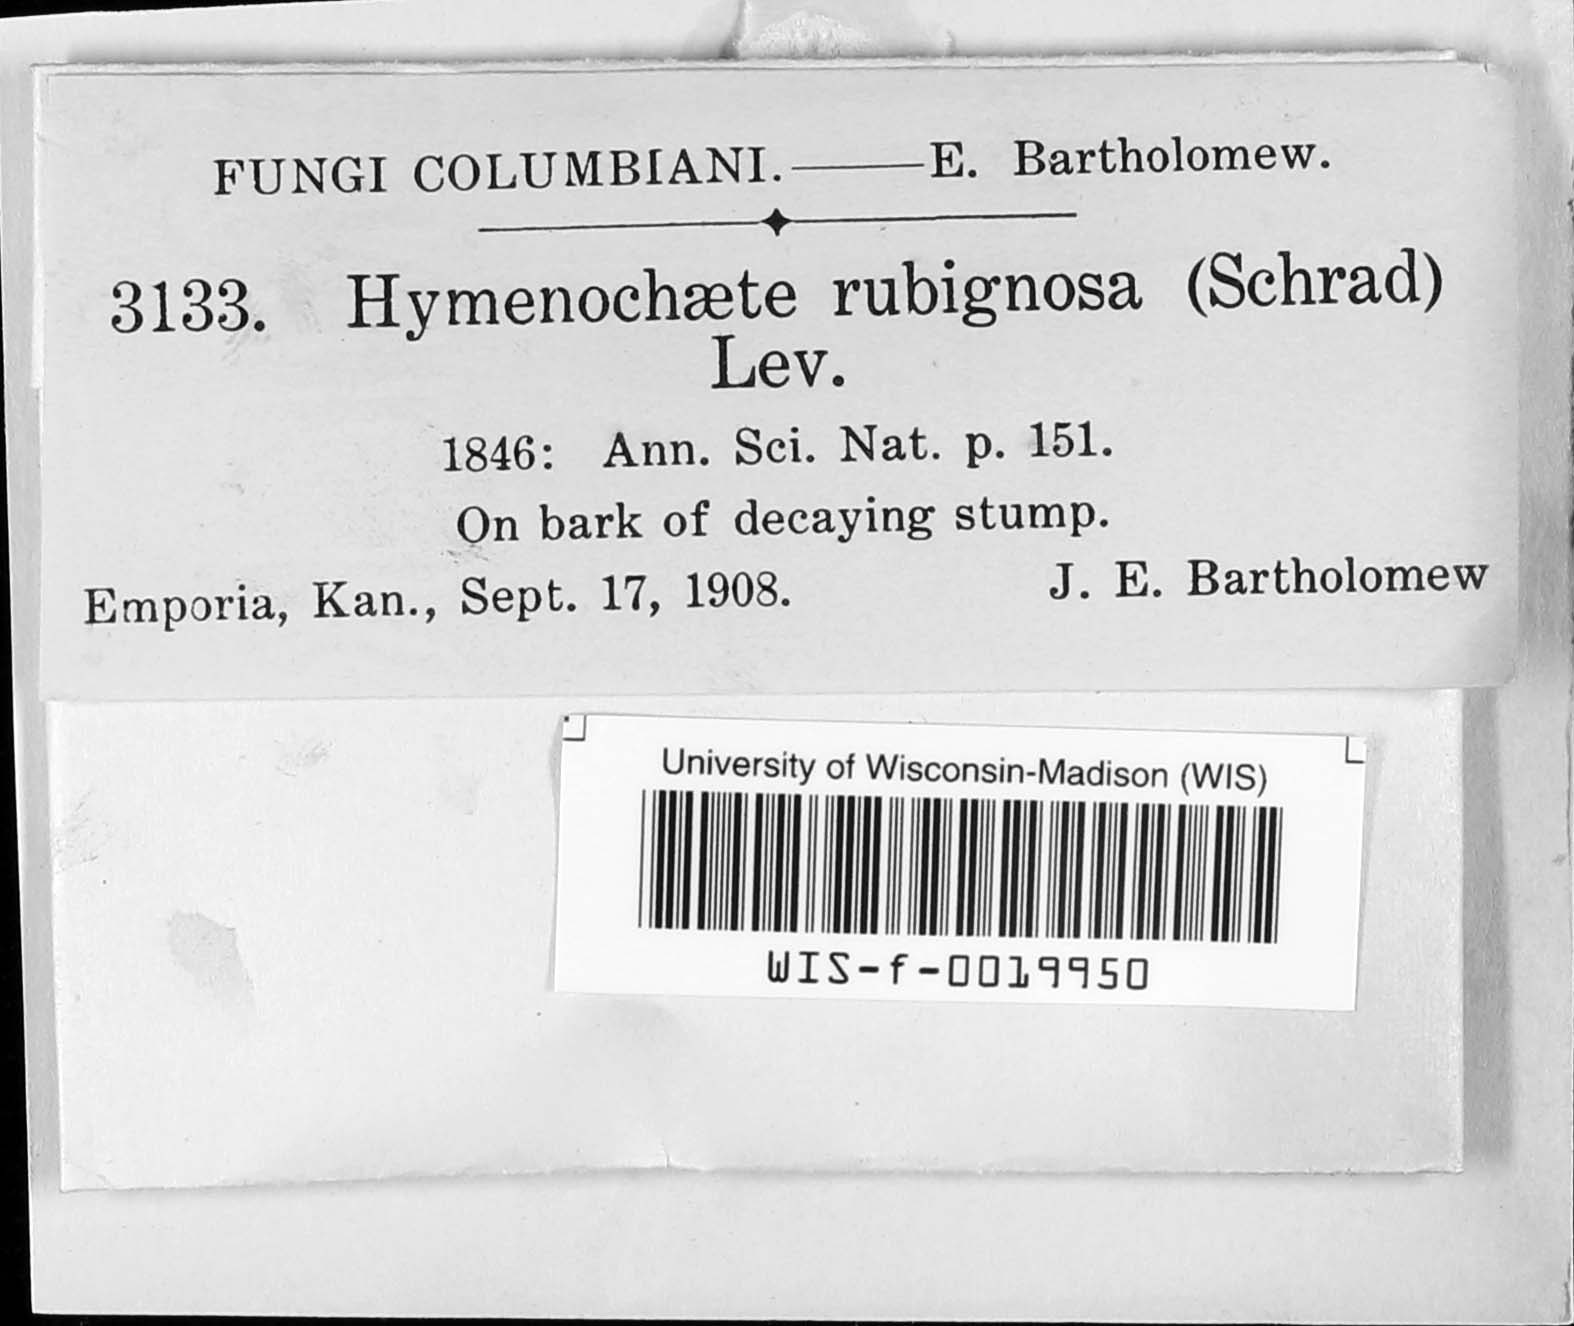 FUNGI COLUMBIANI.——E. Bartholomew.
3133. Hymenochæte rubignosa (Schrad)
Lev.
1846: Ann. Sci. Nat. p. 151.
On bark of decaying stump.
Emporia, Kan., Sept. 17, 1908. J. E. Bartholomew
University of Wisconsin-Madison (WIS)
WIS-f-0019950